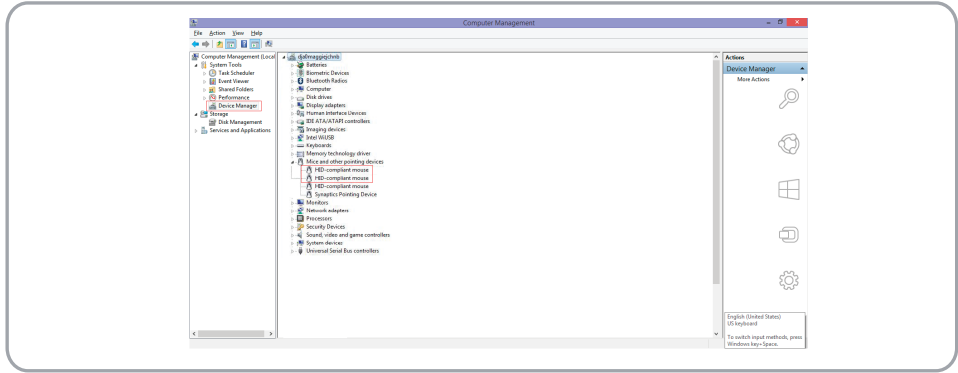 Computer Management
File Action View Help
Computer Management (Local
System Tools
Task Scheduler
Event Viewer
Shared Folders
Performance
Device Manager
Storage
Disk Management
Services and Applications
Batteries
Biometric Devices
Bluetooth Radios
Computer
Disk drives
Display adapters
Human Interface Devices
IDE ATA/ATAPI controllers
Imaging devices
Intel WiUSB
Keyboards
Memory technology driver
Mice and other pointing devices
HID-compliant mouse
HID-compliant mouse
HID-compliant mouse
Synaptics Pointing Device
Monitors
Network adapters
Processors
Security Devices
Sound, video and game controllers
System devices
Universal Serial Bus controllers
Actions
Device Manager
More Actions
English (United States)
US keyboard
To switch input methods, press
Windows key+Space.